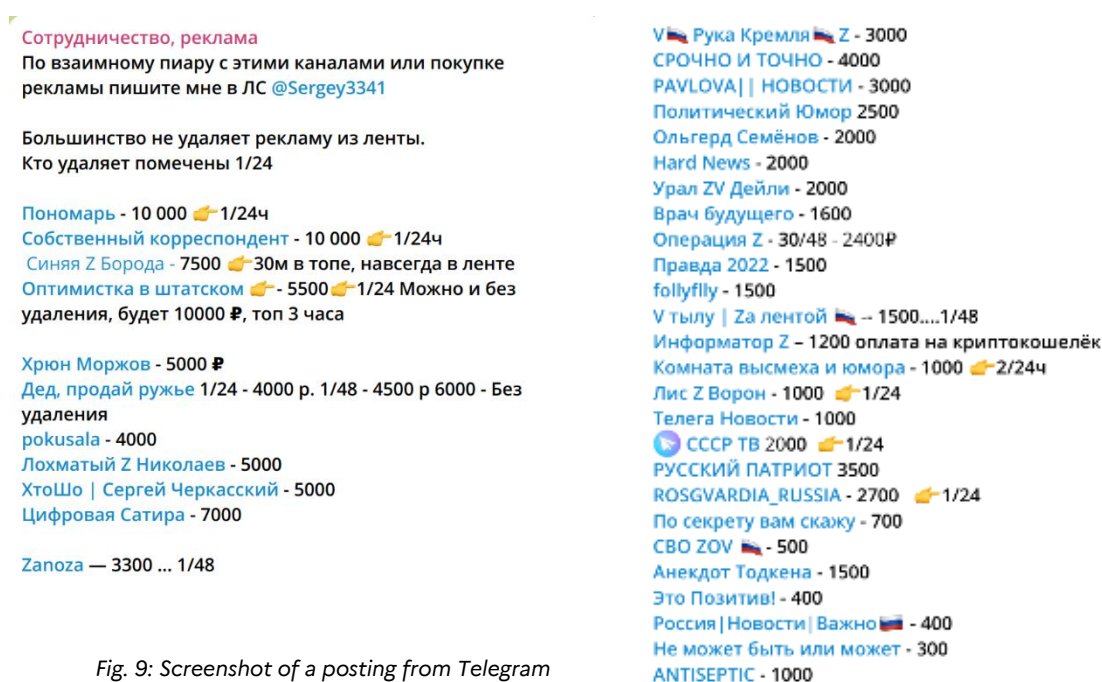 Сотрудничество, реклама
По взаимному пиару с этими каналами или покупке
рекламы пишите мне в ЛС @Sergey3341
Большинство не удаляет рекламу из ленты.
Кто удаляет помечены 1/24
Пономарь - 10 000 👉1/24ч
Собственный корреспондент - 10 000 👉1/24ч
Синяя Z Борода - 7500 👉30м в топе, навсегда в ленте
Оптимистка в штатском 👉- 5500👉1/24 Можно и без
удаления, будет 10000 ₽, топ 3 часа
Хрюн Моржов - 5000 ₽
Дед, продай ружье 1/24 - 4000 р. 1/48 - 4500 р 6000 - Без
удаления
pokusala - 4000
Лохматый Z Николаев - 5000
ХтоШо | Сергей Черкасский - 5000
Цифровая Сатира - 7000
Zanoza — 3300 ... 1/48
Fig. 9: Screenshot of a posting from Telegram
V🇷🇺 Рука Кремля🇷🇺 Z - 3000
СРОЧНО И ТОЧНО - 4000
PAVLOVA|| НОВОСТИ - 3000
Политический Юмор 2500
Ольгерд Семёнов - 2000
Hard News - 2000
Урал ZV Дейли - 2000
Врач будущего - 1600
Операция Z - 30/48 - 2400₽
Правда 2022 - 1500
follyflly - 1500
V тылу | Zа лентой 🇷🇺 -- 1500....1/48
Информатор Z – 1200 оплата на криптокошелёк
Комната высмеха и юмора - 1000 👉2/24ч
Лис Z Ворон - 1000 👉1/24
Телега Новости - 1000
СССР ТВ 2000 👉1/24
РУССКИЙ ПАТРИОТ 3500
ROSGVARDIA_RUSSIA - 2700 👉1/24
По секрету вам скажу - 700
СВО ZOV 🇷🇺 - 500
Анекдот Тодкена - 1500
Это Позитив! - 400
Россия|Новости|Важно🇷🇺 - 400
Не может быть или может - 300
ANTISEPTIC - 1000